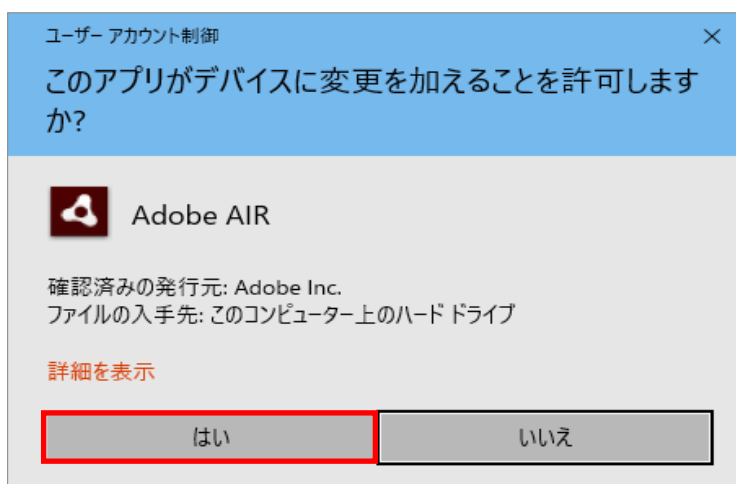 ユーザー アカウント制御
このアプリがデバイスに変更を加えることを許可します
か?
Adobe AIR
確認済みの発行元: Adobe Inc.
ファイルの入手先: このコンピューター上のハード ドライブ
詳細を表示
はい
いいえ